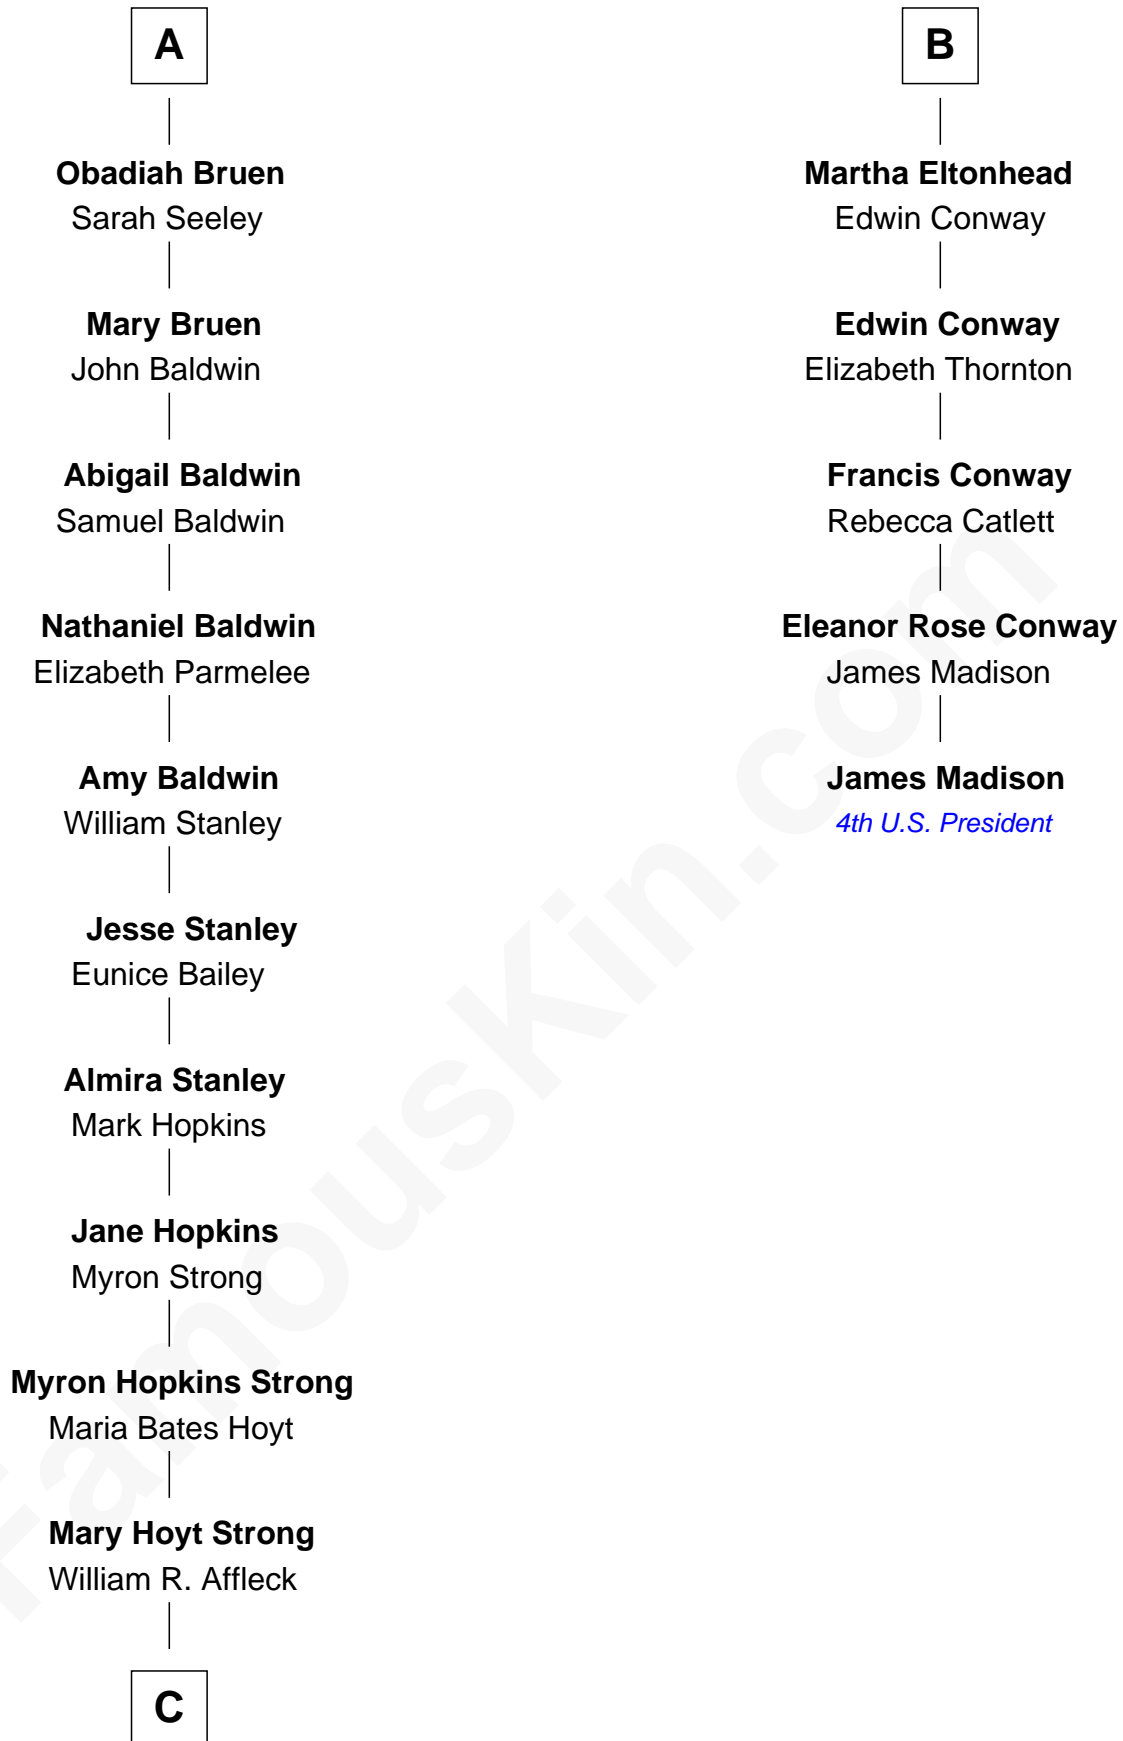 A
Obadiah Bruen
Sarah Seeley
Mary Bruen
John Baldwin
Abigail Baldwin
Samuel Baldwin
Nathaniel Baldwin
Elizabeth Parmelee
Amy Baldwin
William Stanley
Jesse Stanley
Eunice Bailey
Almira Stanley
Mark Hopkins
Jane Hopkins
Myron Strong
Myron Hopkins Strong
Maria Bates Hoyt
Mary Hoyt Strong
William R. Affleck
C
B
Martha Eltonhead
Edwin Conway
Edwin Conway
Elizabeth Thornton
Francis Conway
Rebecca Catlett
Eleanor Rose Conway
James Madison
James Madison
4th U.S. President
FamousKin.com